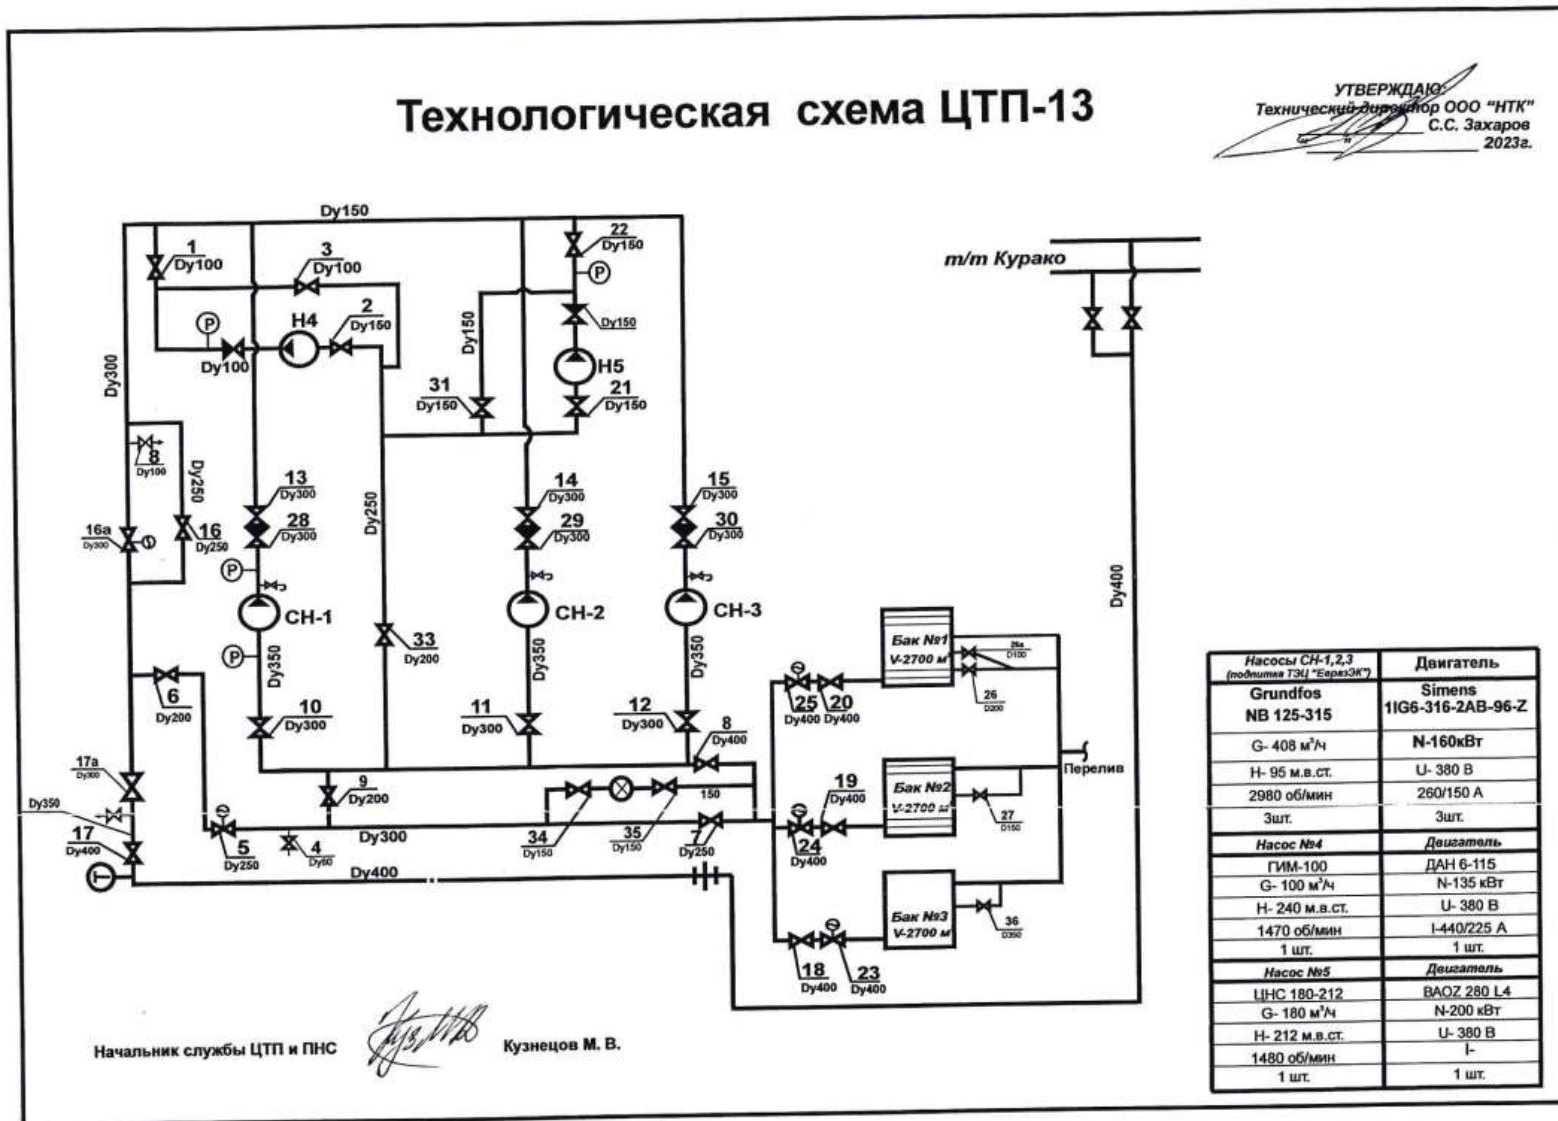 Технологическая схема ЦТП-13
УТВЕРЖДАЮ:
Технический директор ООО "НТК"
С.С. Захаров
" "
2023г.
Dy150
1
Dy100
3
Dy100
2
Dy150
22
Dy150
P
P
H4
Dy100
Dy150
Dy150
H5
31
Dy150
21
Dy150
т/т Курако
Dy300
8
Dy100
Dy250
16а
Dy300
16
Dy250
13
Dy300
28
Dy300
Dy250
14
Dy300
29
Dy300
15
Dy300
30
Dy300
P
СН-1
СН-2
СН-3
P
Dy350
33
Dy200
Dy350
Dy350
Dy400
6
Dy200
10
Dy300
11
Dy300
12
Dy300
8
Dy400
17а
Dy300
Dy350
17
Dy400
9
Dy200
150
5
Dy250
4
Dy60
Dy300
34
Dy150
35
Dy150
7
Dy250
Dy400
Бак №1
V-2700 м
26а
D100
26
D200
25
Dy400
20
Dy400
Бак №2
V-2700 м
19
Dy400
24
Dy400
27
D150
Перелив
Бак №3
V-2700 м
36
D350
18
Dy400
23
Dy400
Насосы СН-1,2,3
(подпитка ТЭЦ "ЕвразЭК")
Двигатель
Grundfos
NB 125-315
Simens
1IG6-316-2AB-96-Z
G- 408 м³/ч
N-160кВт
Н- 95 м.в.ст.
U- 380 В
2980 об/мин
260/150 А
3шт.
3шт.
Насос №4
Двигатель
ГИМ-100
ДАН 6-115
G- 100 м³/ч
N-135 кВт
Н- 240 м.в.ст.
U- 380 В
1470 об/мин
I-440/225 А
1 шт.
1 шт.
Насос №5
Двигатель
ЦНС 180-212
BAOZ 280 L4
G- 180 м³/ч
N-200 кВт
Н- 212 м.в.ст.
U- 380 В
1480 об/мин
I-
1 шт.
1 шт.
Начальник службы ЦТП и ПНС
Кузнецов М. В.